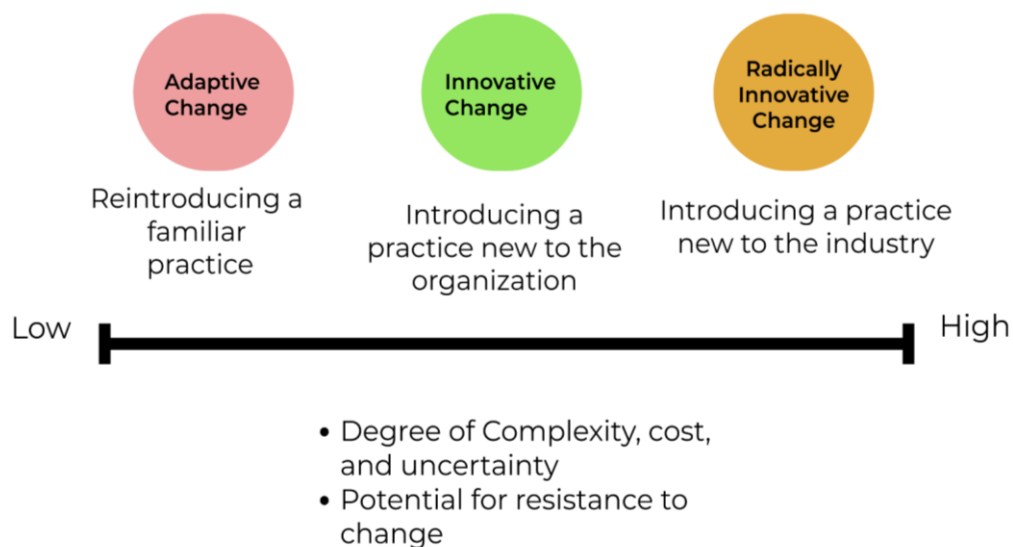 Adaptive
Change
Innovative
Change
Radically
Innovative
Change
Reintroducing a
familiar
practice
Introducing a
practice new to the
organization
Introducing a practice
new to the industry
Low
High
• Degree of Complexity, cost,
and uncertainty
• Potential for resistance to
change